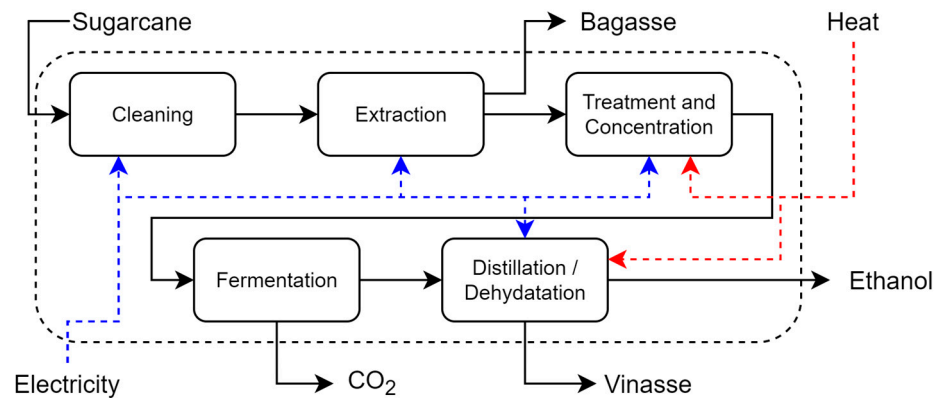 Sugarcane
Bagasse
Heat
Cleaning
Extraction
Treatment and
Concentration
Fermentation
Distillation /
Dehydatation
Ethanol
Electricity
CO₂
Vinasse